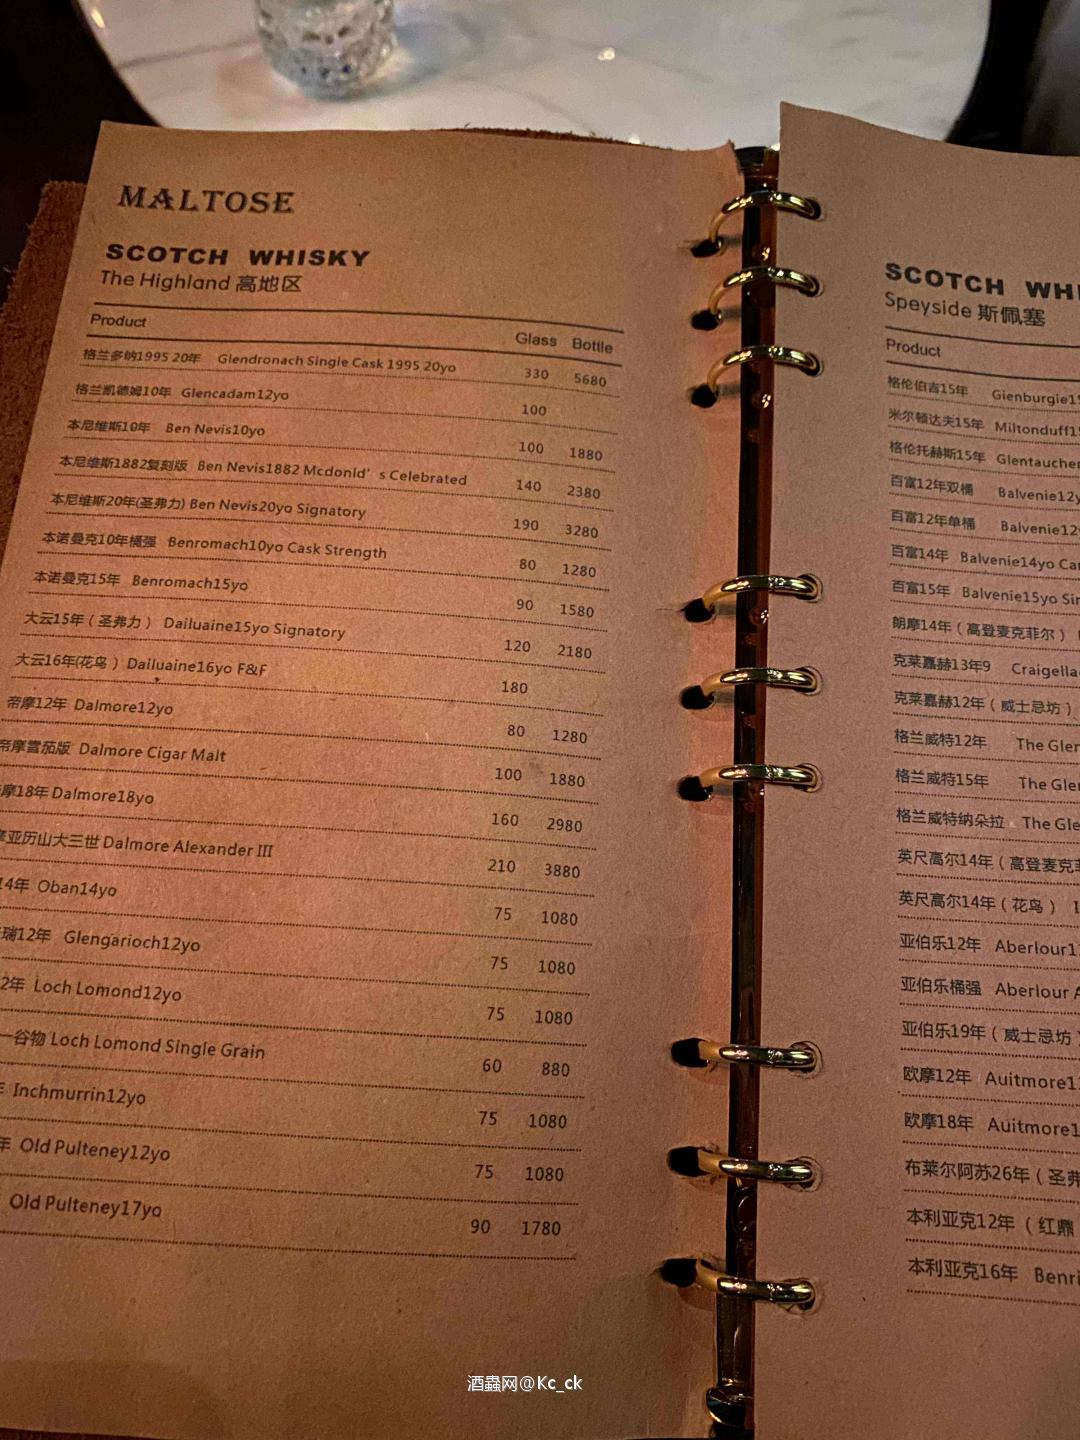 MALTOSE
SCOTCH WHISKY
The Highland 高地区
Product Glass Bottle
格兰多纳1995 20年 Glendronach Single Cask 1995 20yo 330 5680
格兰凯德姆10年 Glencadam12yo 100
本尼维斯10年 Ben Nevis10yo 100 1880
本尼维斯1882复刻版 Ben Nevis1882 Mcdonld's Celebrated 140 2380
本尼维斯20年(圣弗力) Ben Nevis20yo Signatory 190 3280
本诺曼克10年桶强 Benromach10yo Cask Strength 80 1280
本诺曼克15年 Benromach15yo 90 1580
大云15年（圣弗力） Dailuaine15yo Signatory 120 2180
大云16年(花鸟） Dailuaine16yo F&F 180
帝摩12年 Dalmore12yo 80 1280
帝摩雪茄版 Dalmore Cigar Malt 100 1880
摩18年 Dalmore18yo 160 2980
摩亚历山大三世 Dalmore Alexander III 210 3880
14年 Oban14yo 75 1080
瑞12年 Glengarioch12yo 75 1080
2年 Loch Lomond12yo 75 1080
一谷物 Loch Lomond Single Grain 60 880
年 Inchmurrin12yo 75 1080
年 Old Pulteney12yo 75 1080
Old Pulteney17yo 90 1780
SCOTCH WHI
Speyside 斯佩塞
Product
格伦伯吉15年 Glenburgie15
米尔顿达夫15年 Miltonduff15
格伦托赫斯15年 Glentaucher
百富12年双桶 Balvenie12y
百富12年单桶 Balvenie12
百富14年 Balvenie14yo Car
百富15年 Balvenie15yo Sin
朗摩14年（高登麦克菲尔）
克莱嘉赫13年9 Craigella
克莱嘉赫12年（威士忌坊）
格兰威特12年 The Glen
格兰威特15年 The Gle
格兰威特纳朵拉 The Gle
英尺高尔14年（高登麦克菲
英尺高尔14年（花鸟）
亚伯乐12年 Aberlour1
亚伯乐桶强 Aberlour A
亚伯乐19年（威士忌坊
欧摩12年 Auitmore1
欧摩18年 Auitmore1
布莱尔阿苏26年（圣弗
本利亚克12年（红鼎
本利亚克16年 Benri
酒蟲网@Kc_ck